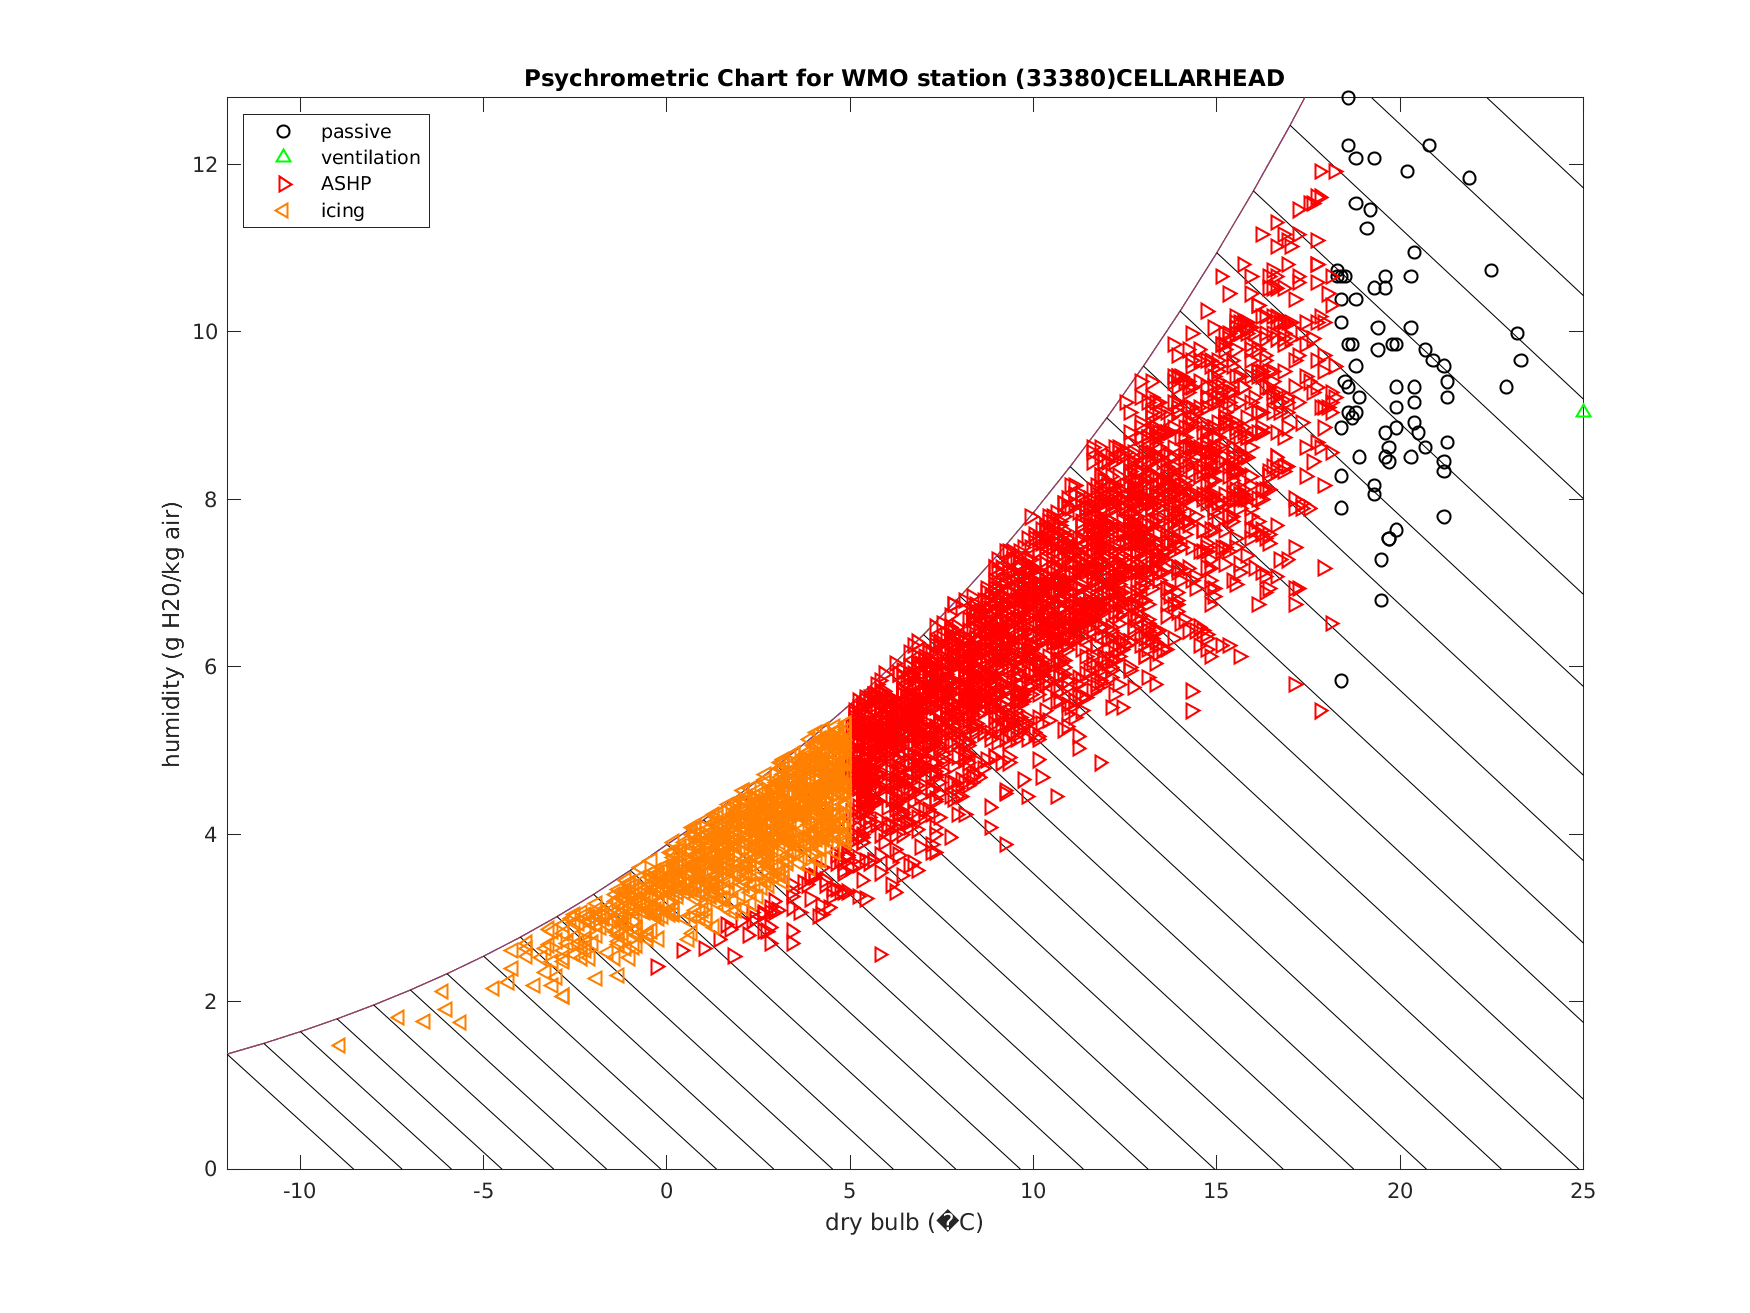 Psychrometric Chart for WMO station (33380)CELLARHEAD
passive
ventilation
ASHP
icing
humidity (g H20/kg air)
12
10
8
6
4
2
0
-10 -5 0 5 10 15 20 25
dry bulb (�C)